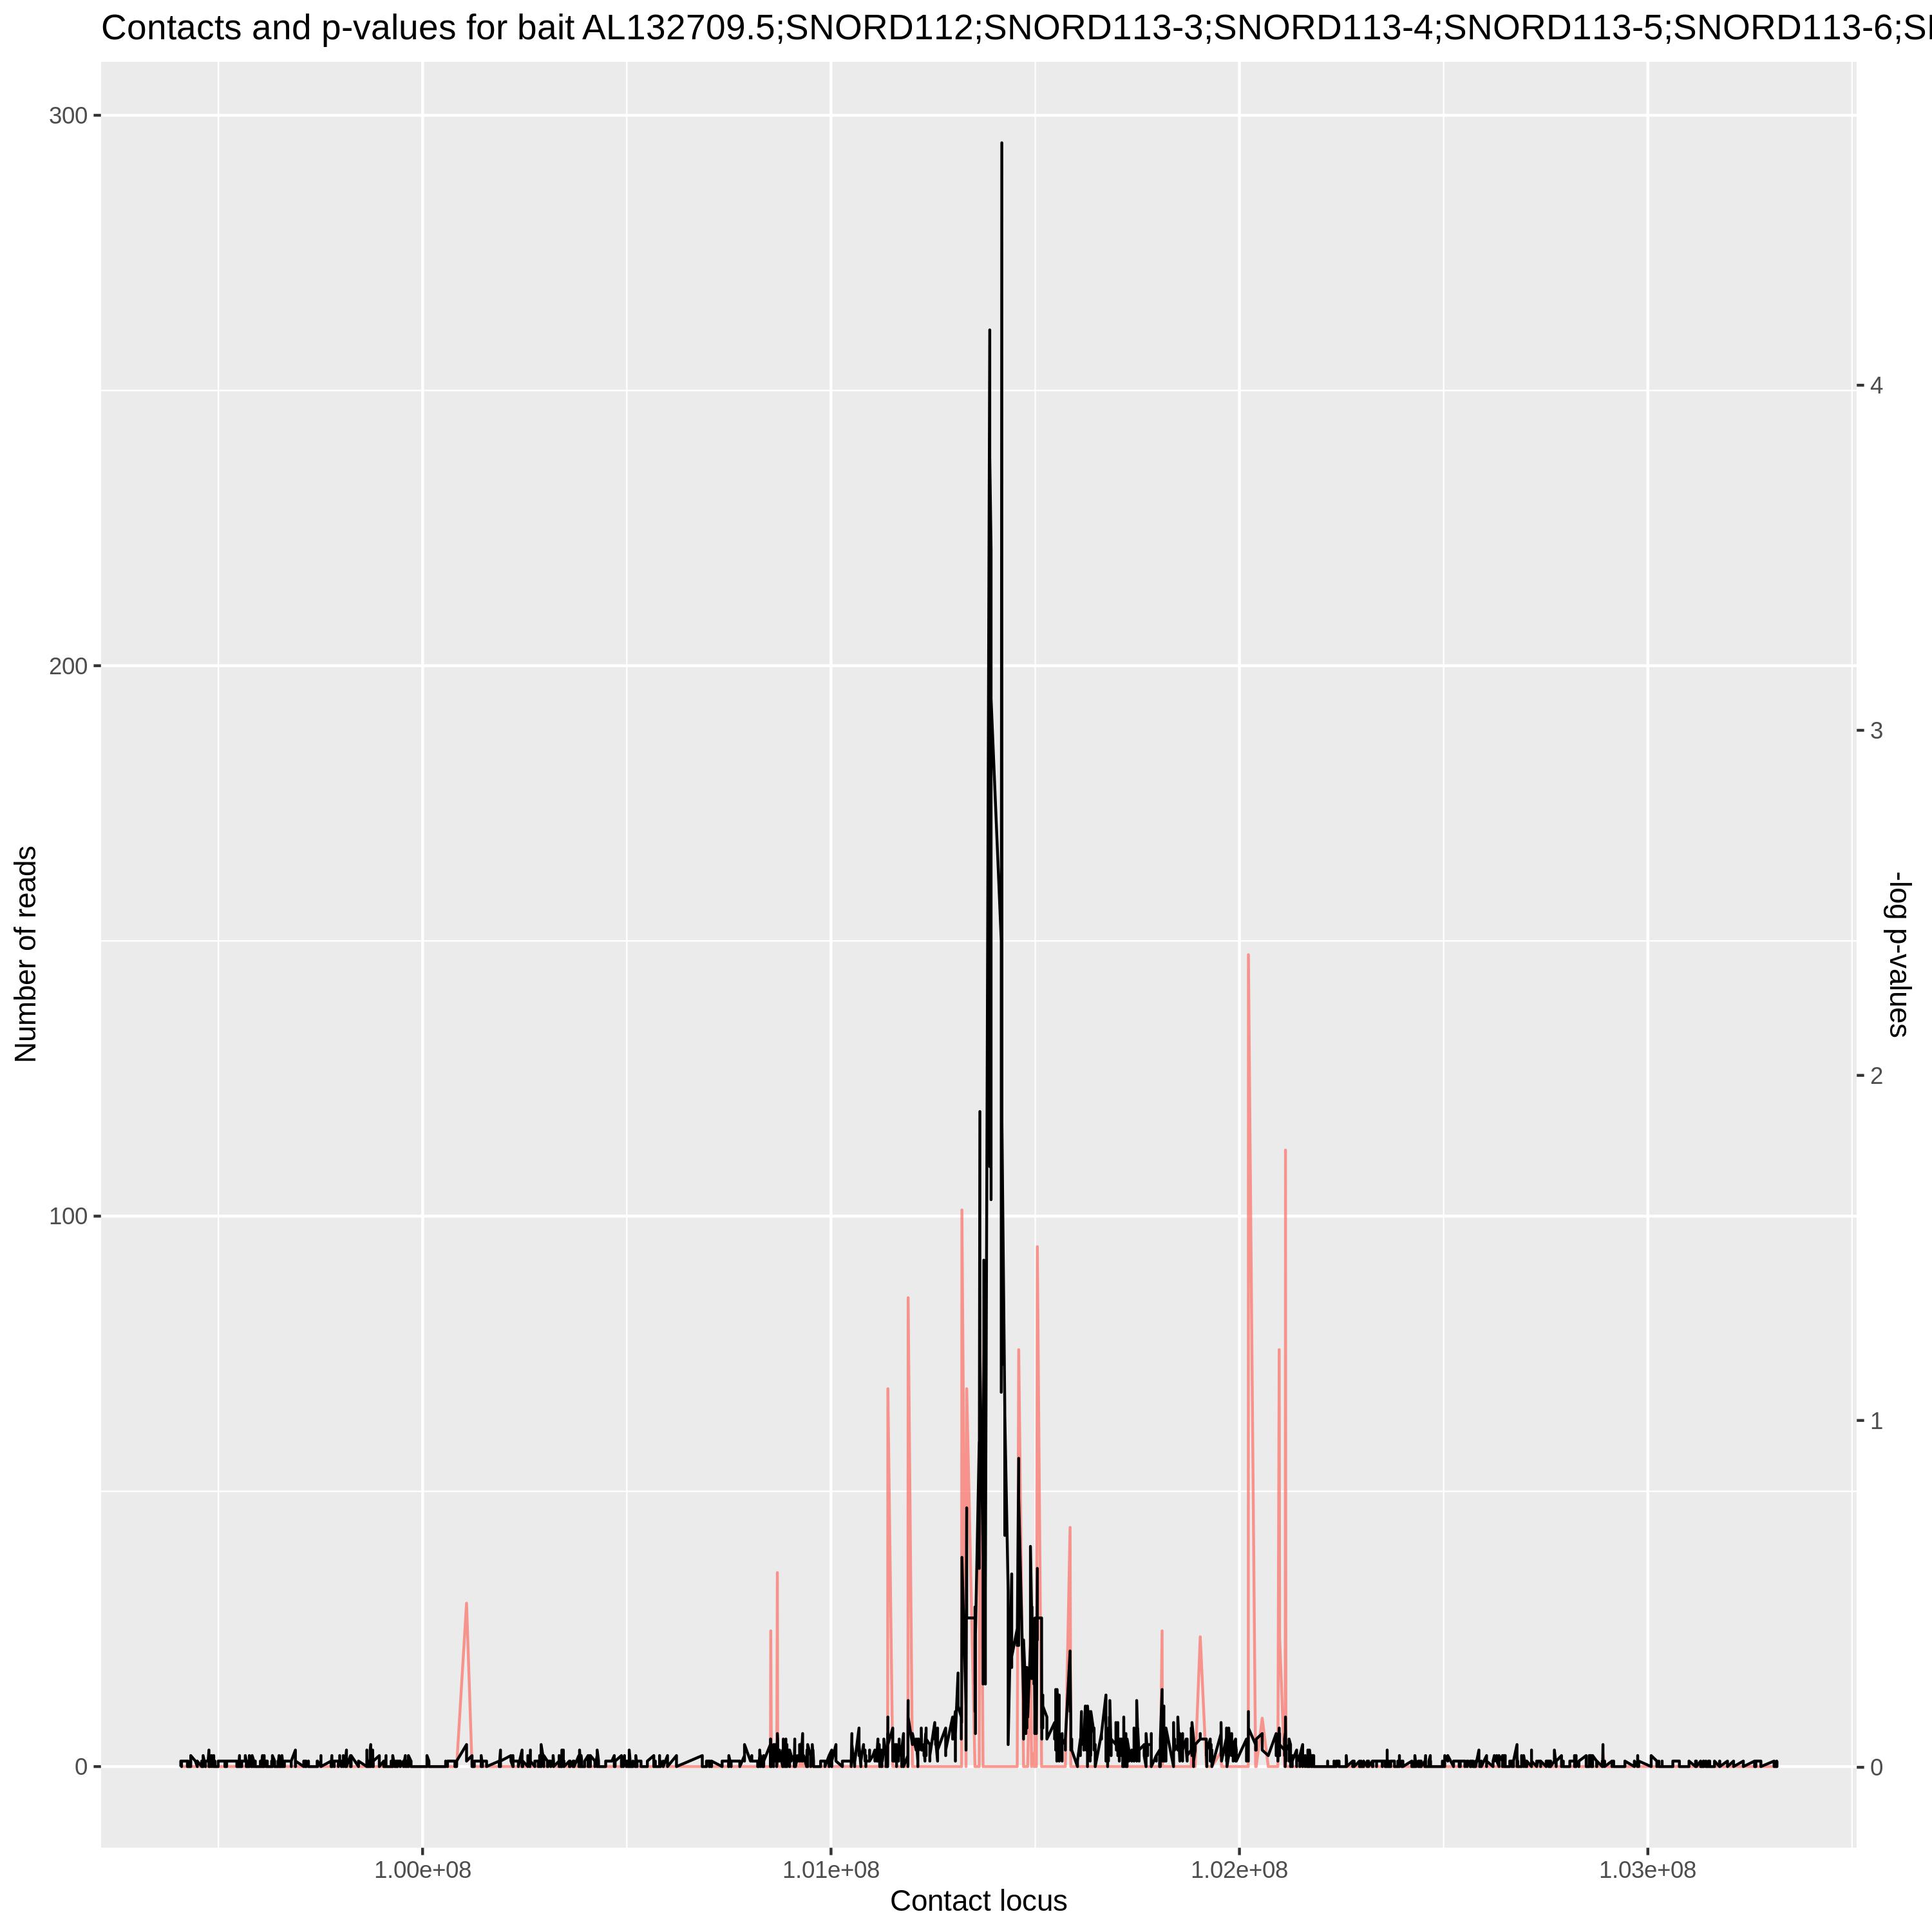 Contacts and p-values for bait AL132709.5;SNORD112;SNORD113-3;SNORD113-4;SNORD113-5;SNORD113-6;S
300
200
100
0
Number of reads
4
3
2
1
0
-log p-values
1.00e+08
1.01e+08
1.02e+08
1.03e+08
Contact locus